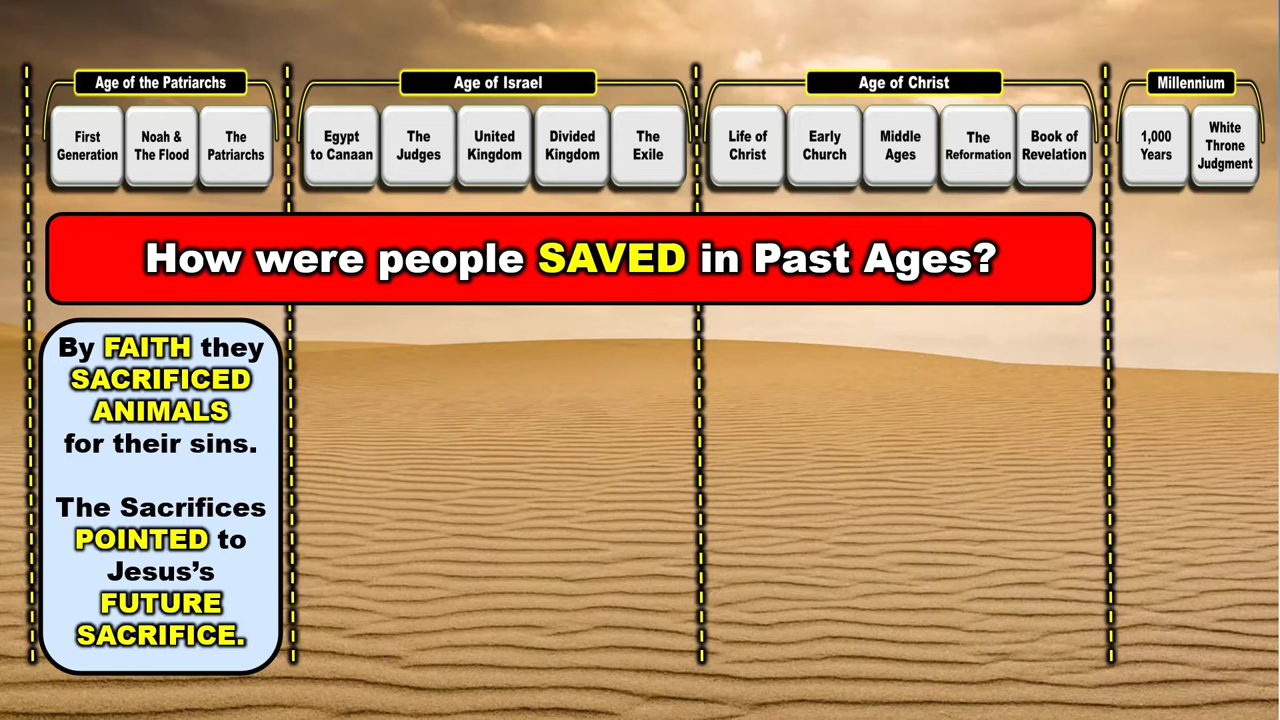 Age of the Patriarchs
Age of Israel
Age of Christ
Millennium
First
Generation
Noah &
The Flood
The
Patriarchs
Egypt
to Canaan
The
Judges
United
Kingdom
Divided
Kingdom
The
Exile
Life of
Christ
Early
Church
Middle
Ages
The
Reformation
Book of
Revelation
1,000
Years
White
Throne
Judgment
How were people SAVED in Past Ages?
By FAITH they
SACRIFICED
ANIMALS
for their sins.
The Sacrifices
POINTED to
Jesus’s
FUTURE
SACRIFICE.